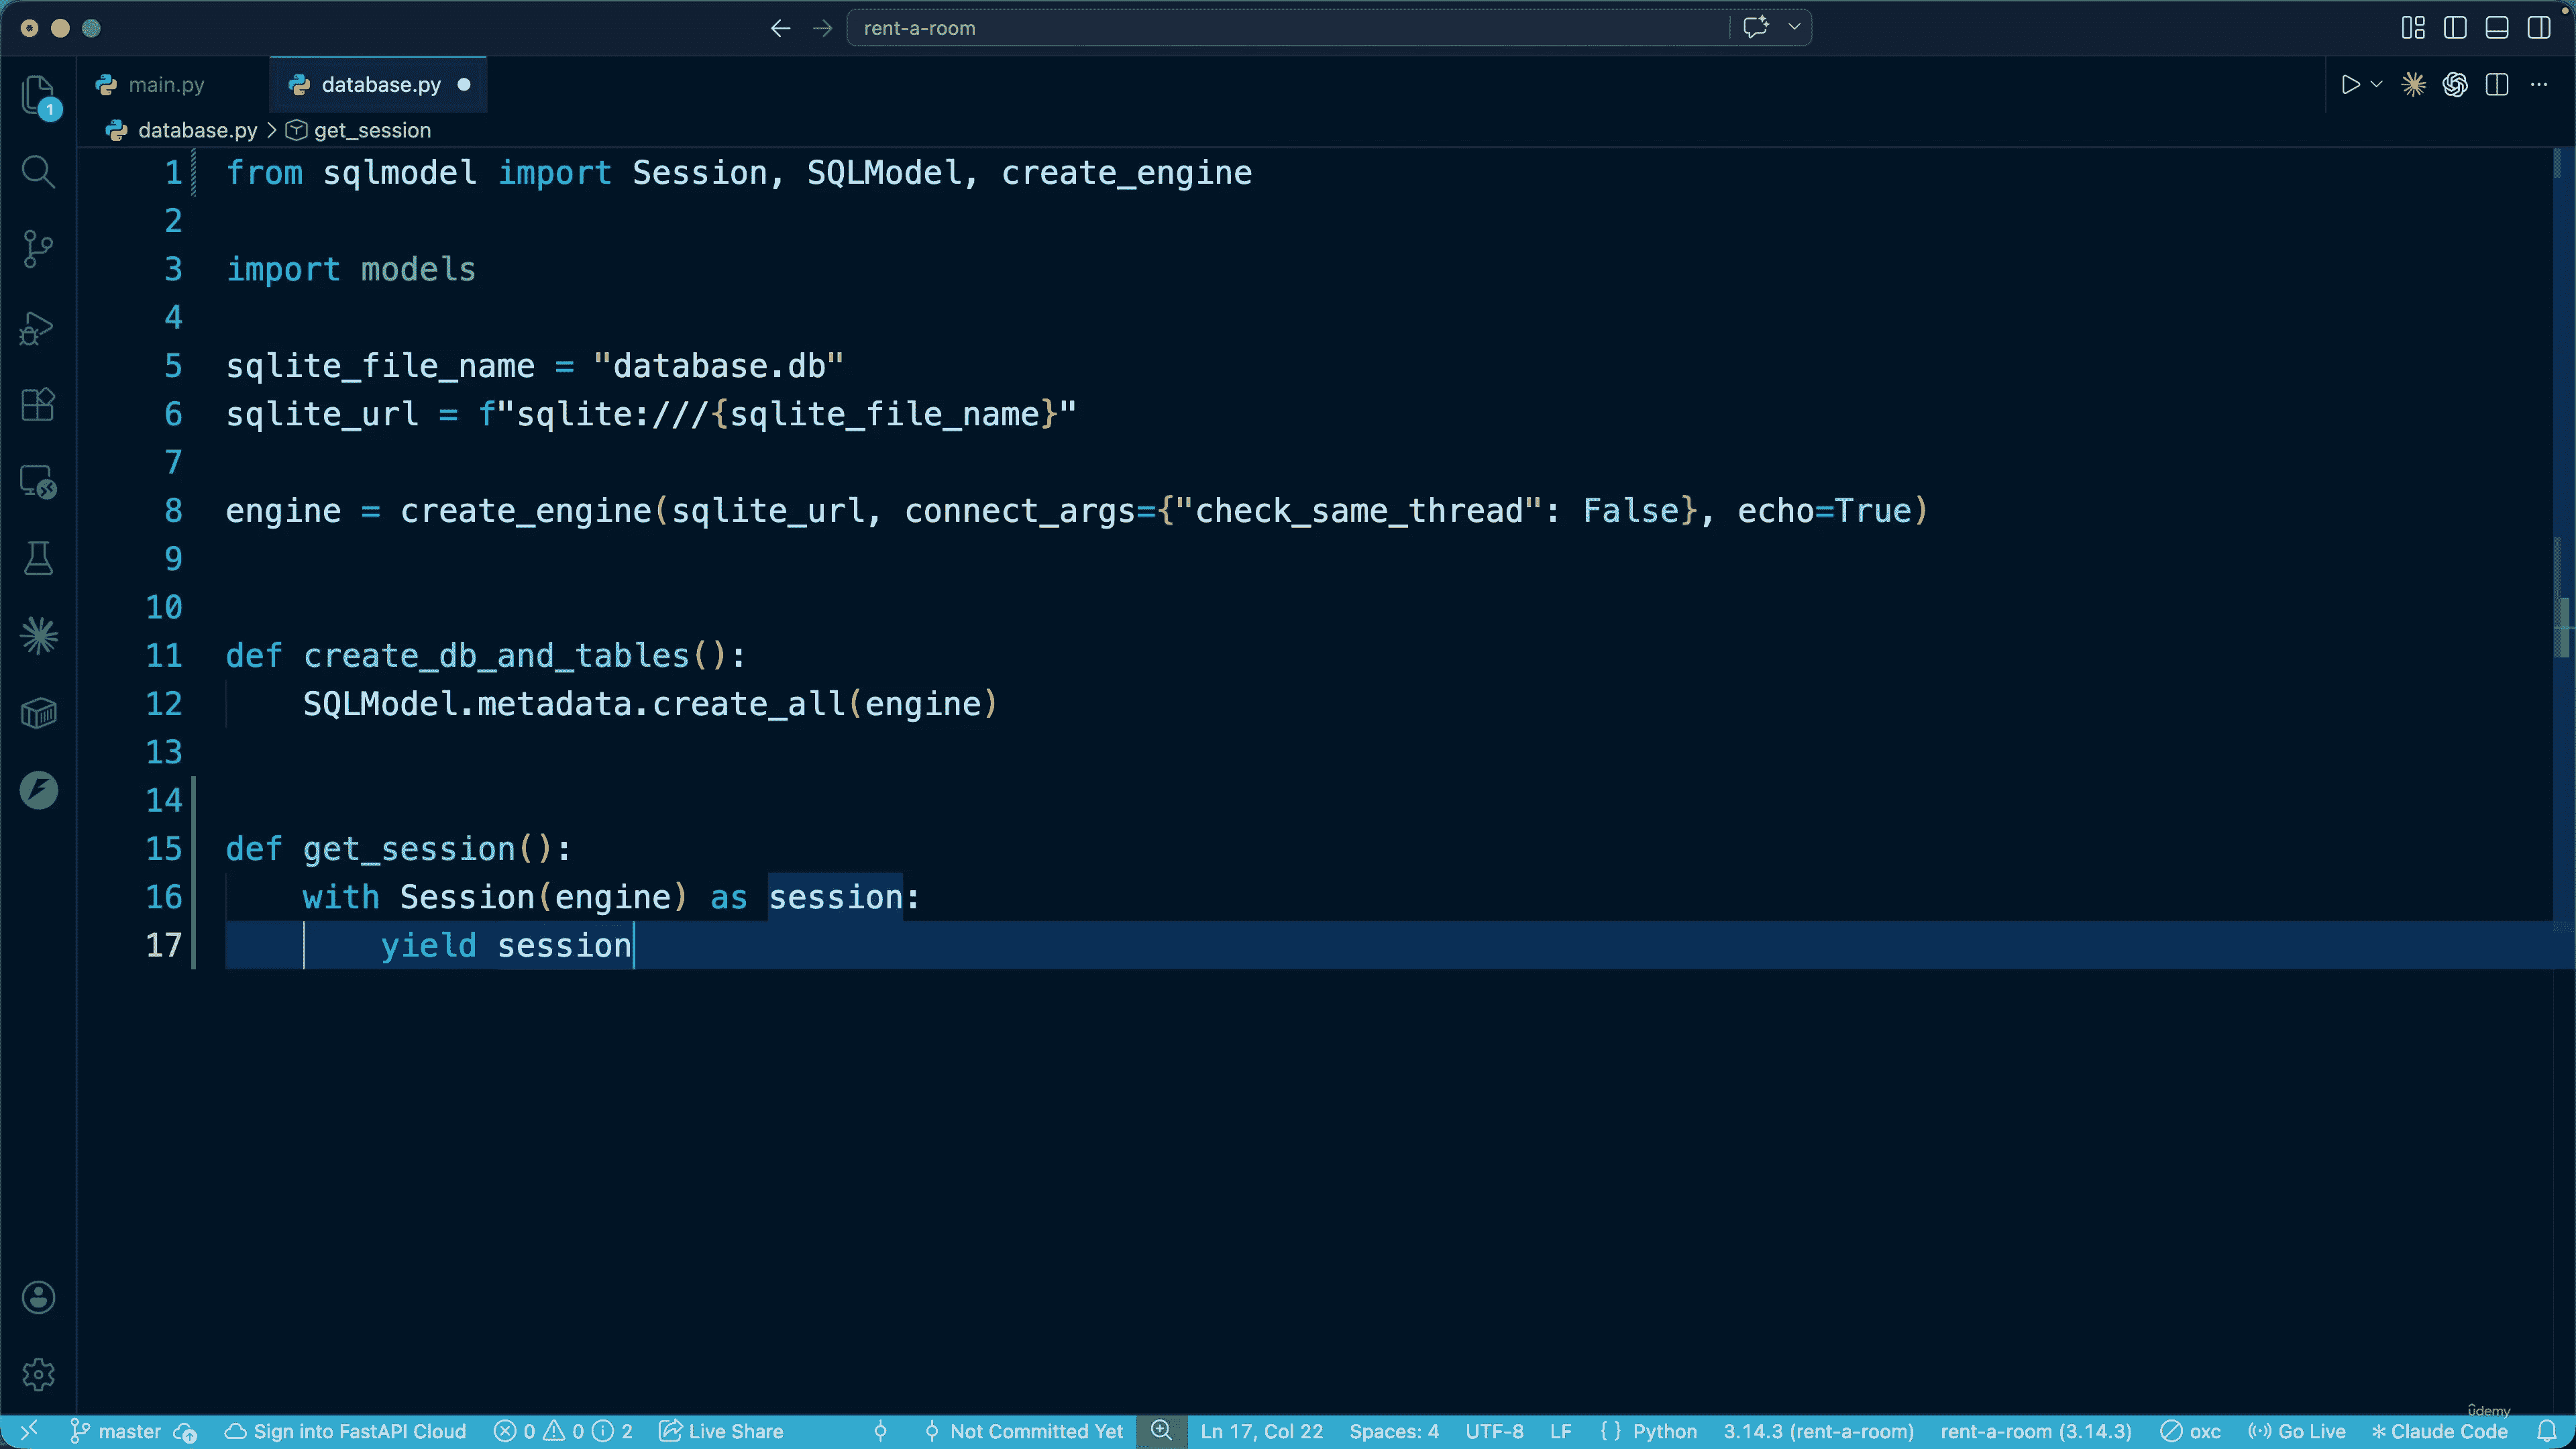 rent-a-room
main.py
database.py
1
database.py > get_session
1 from sqlmodel import Session, SQLModel, create_engine
2
3 import models
4
5 sqlite_file_name = "database.db"
6 sqlite_url = f"sqlite:///{sqlite_file_name}"
7
8 engine = create_engine(sqlite_url, connect_args={"check_same_thread": False}, echo=True)
9
10
11 def create_db_and_tables():
12     SQLModel.metadata.create_all(engine)
13
14
15 def get_session():
16     with Session(engine) as session:
17         yield session
ûdemy
master Sign into FastAPI Cloud 0 0 2 Live Share Not Committed Yet Ln 17, Col 22 Spaces: 4 UTF-8 LF { } Python 3.14.3 (rent-a-room) rent-a-room (3.14.3) oxc Go Live Claude Code